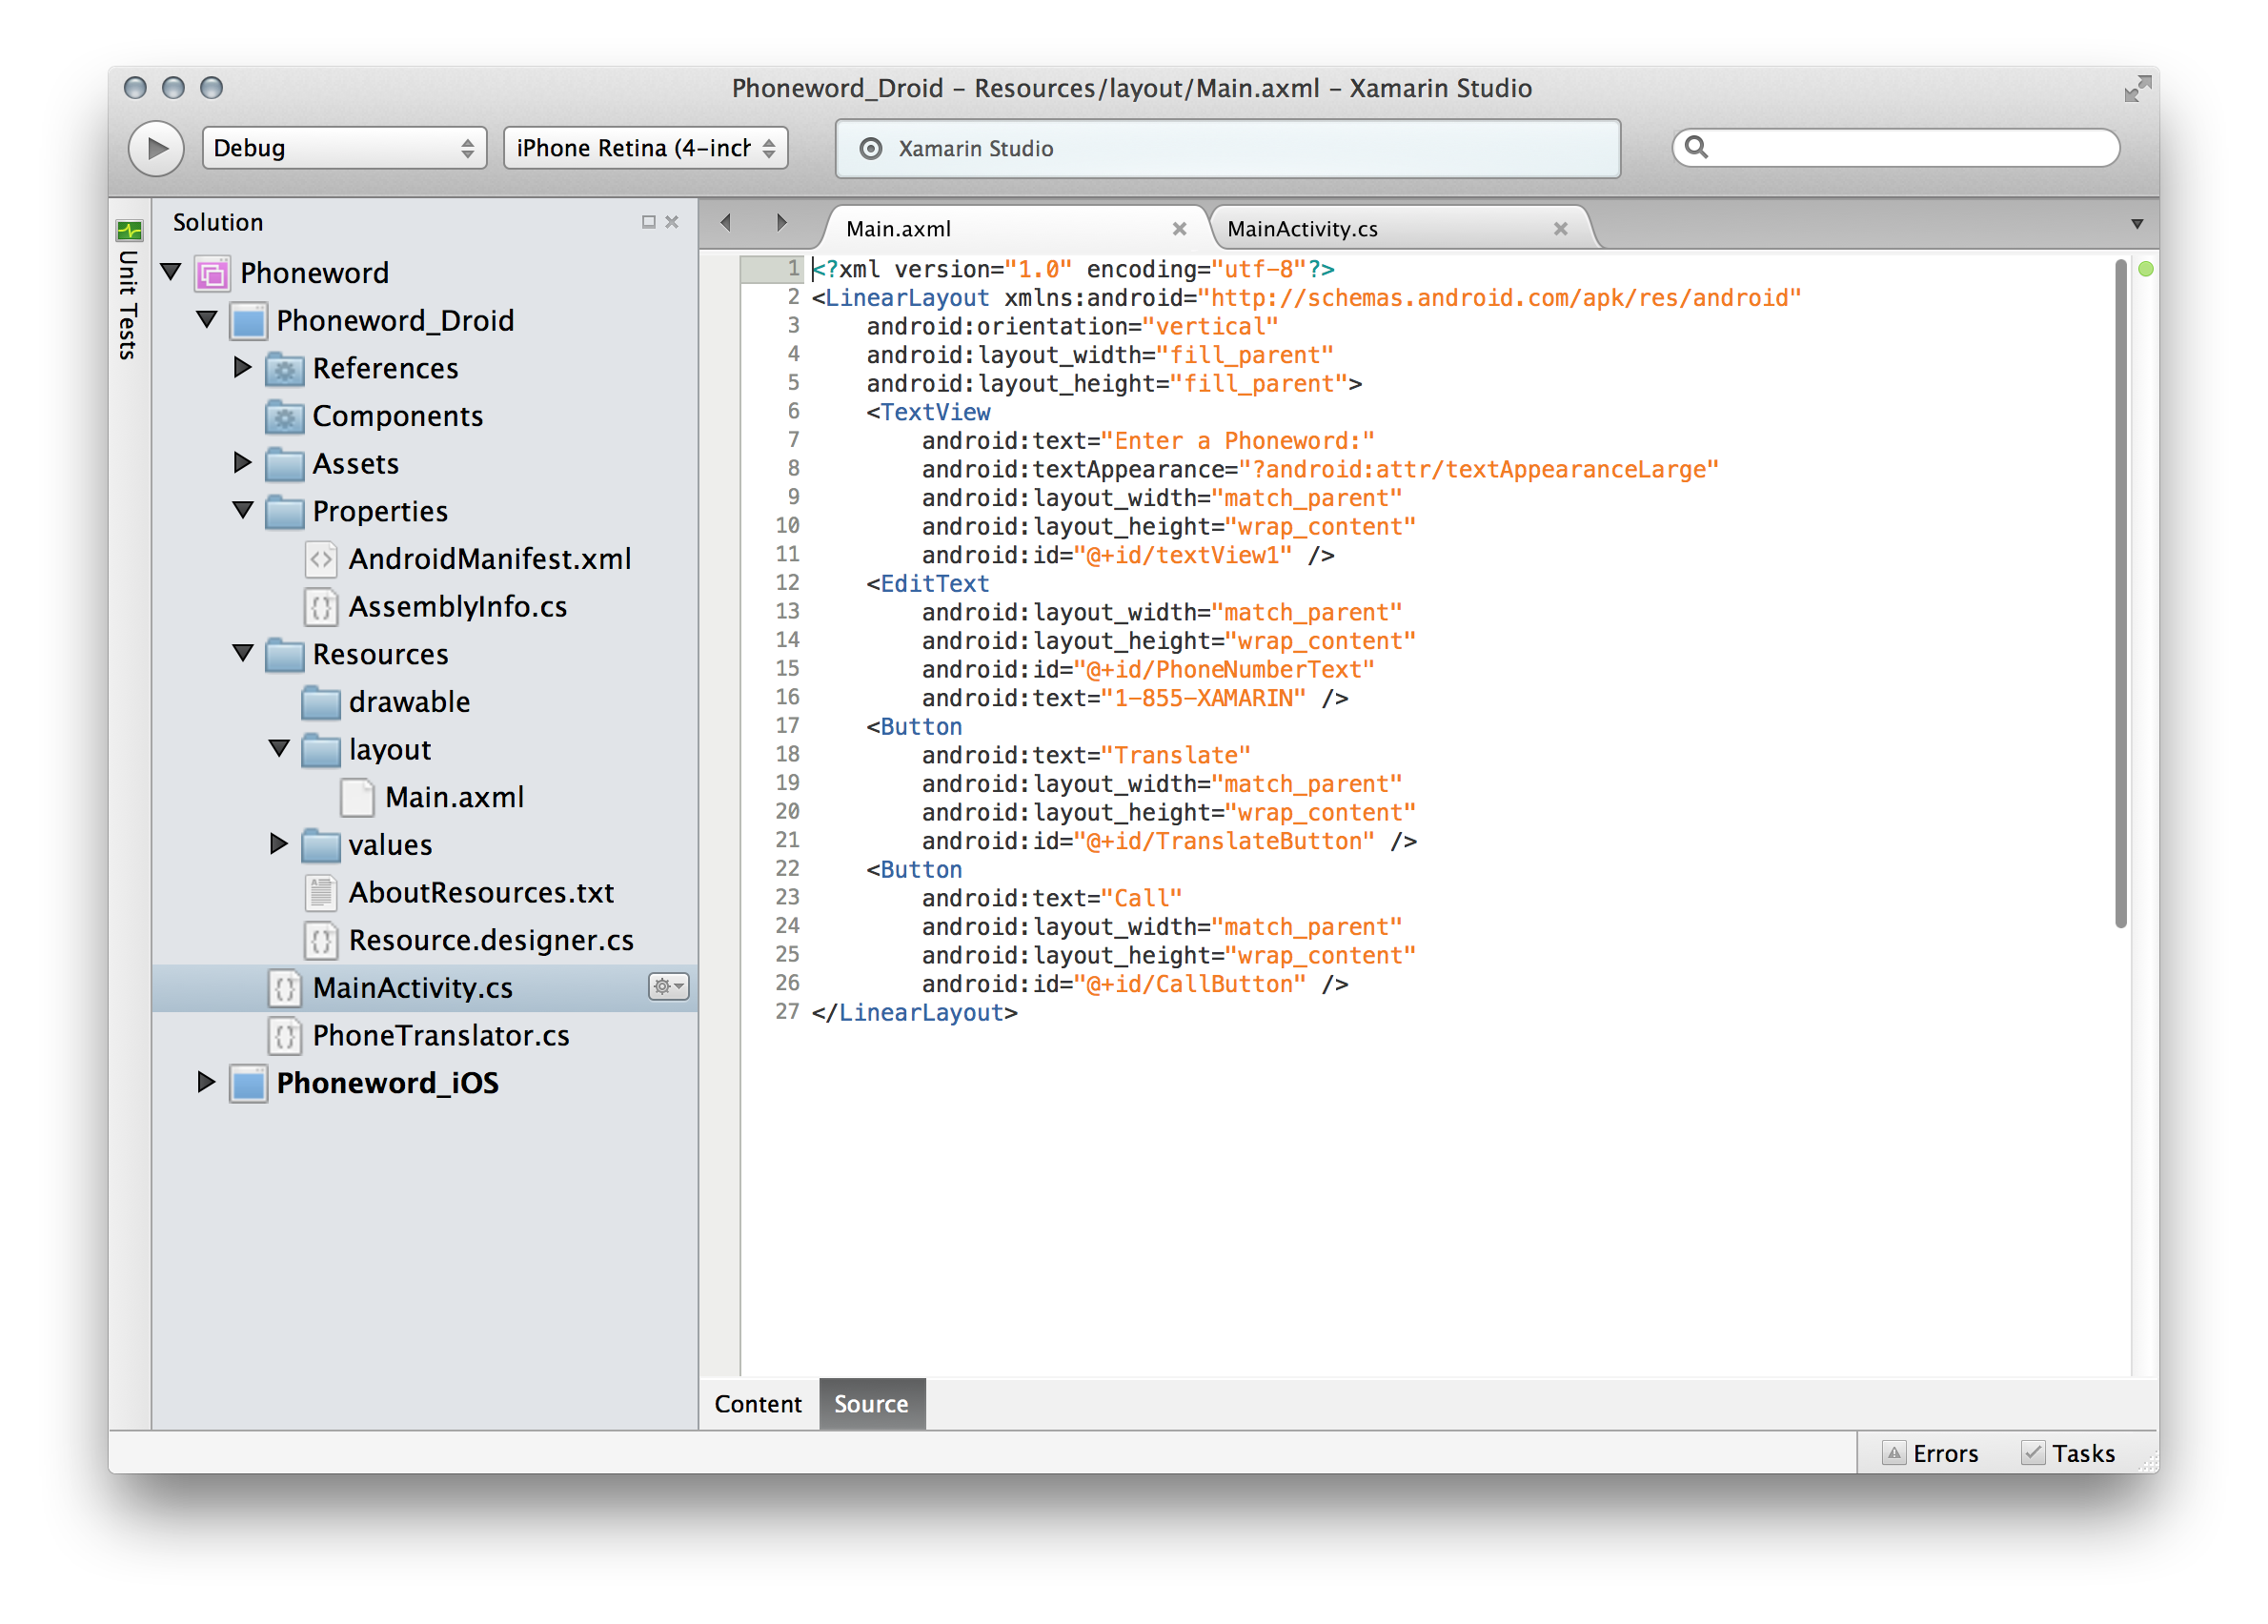 Phoneword_Droid – Resources/layout/Main.axml – Xamarin Studio
Debug
iPhone Retina (4-inch
Xamarin Studio
Unit Tests
Solution
Phoneword
Phoneword_Droid
References
Components
Assets
Properties
AndroidManifest.xml
AssemblyInfo.cs
Resources
drawable
layout
Main.axml
values
AboutResources.txt
Resource.designer.cs
MainActivity.cs
PhoneTranslator.cs
Phoneword_iOS
Main.axml
MainActivity.cs
1 <?xml version="1.0" encoding="utf-8"?>
2 <LinearLayout xmlns:android="http://schemas.android.com/apk/res/android"
3     android:orientation="vertical"
4     android:layout_width="fill_parent"
5     android:layout_height="fill_parent">
6     <TextView
7         android:text="Enter a Phoneword:"
8         android:textAppearance="?android:attr/textAppearanceLarge"
9         android:layout_width="match_parent"
10         android:layout_height="wrap_content"
11         android:id="@+id/textView1" />
12     <EditText
13         android:layout_width="match_parent"
14         android:layout_height="wrap_content"
15         android:id="@+id/PhoneNumberText"
16         android:text="1-855-XAMARIN" />
17     <Button
18         android:text="Translate"
19         android:layout_width="match_parent"
20         android:layout_height="wrap_content"
21         android:id="@+id/TranslateButton" />
22     <Button
23         android:text="Call"
24         android:layout_width="match_parent"
25         android:layout_height="wrap_content"
26         android:id="@+id/CallButton" />
27 </LinearLayout>
Content
Source
Errors
Tasks